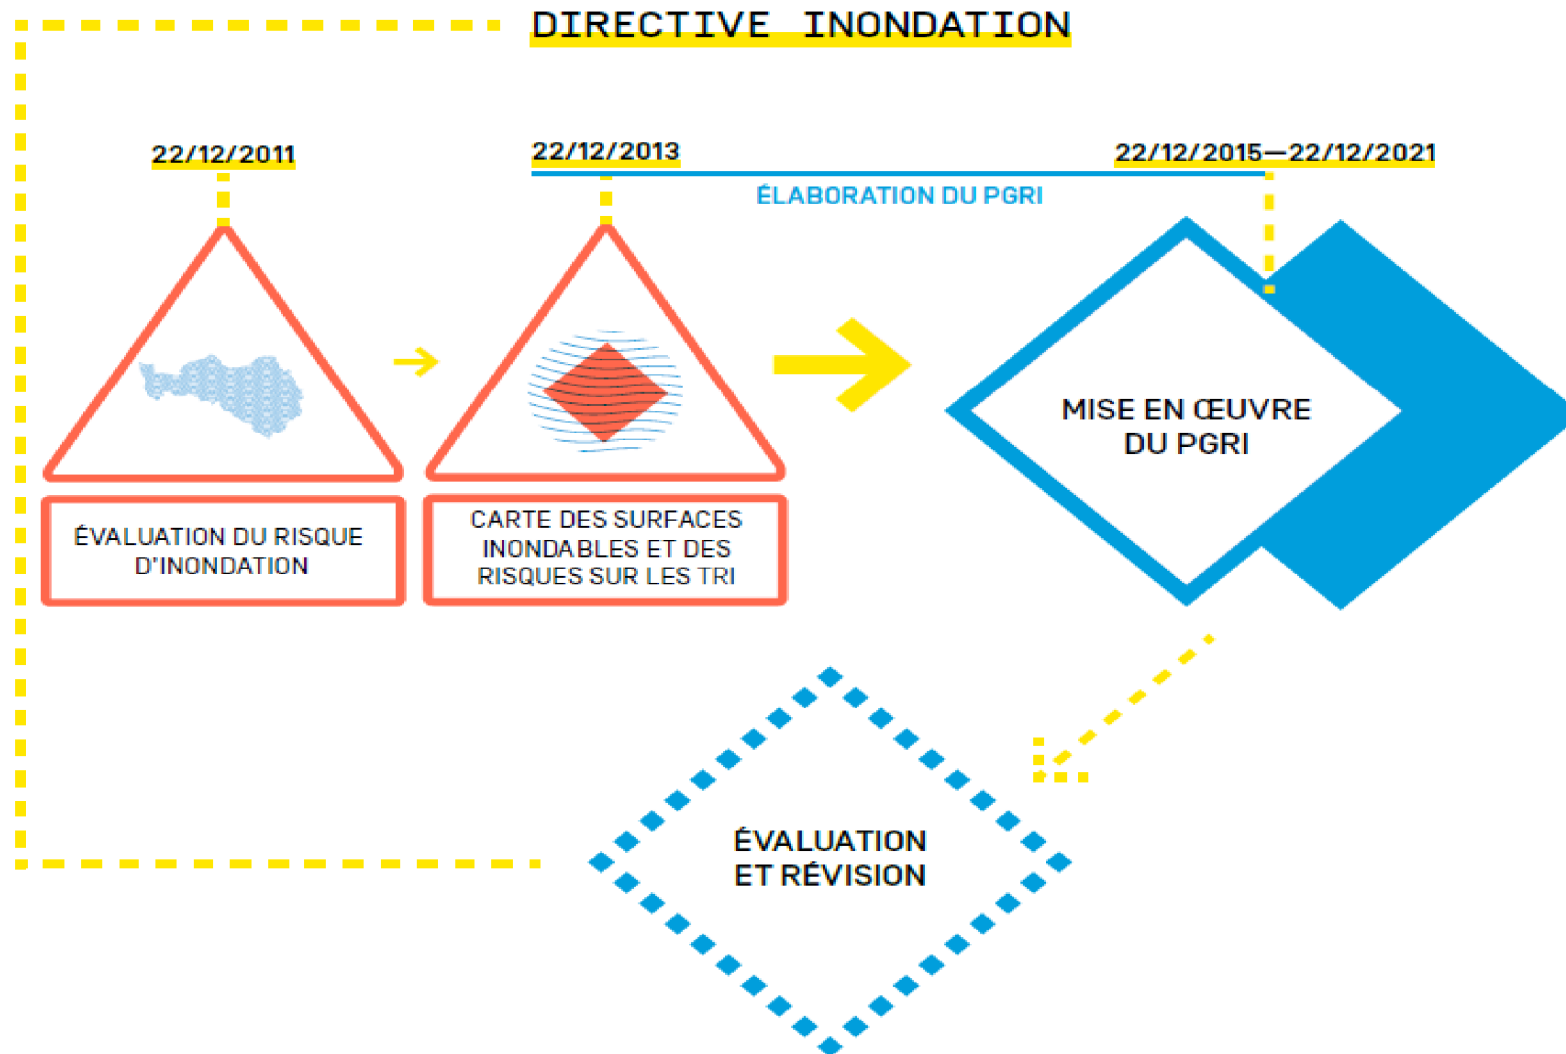 DIRECTIVE INONDATION
22/12/2011
22/12/2013
22/12/2015—22/12/2021
ÉLABORATION DU PGRI
ÉVALUATION DU RISQUE
D'INONDATION
CARTE DES SURFACES
INONDABLES ET DES
RISQUES SUR LES TRI
MISE EN ŒUVRE
DU PGRI
ÉVALUATION
ET RÉVISION